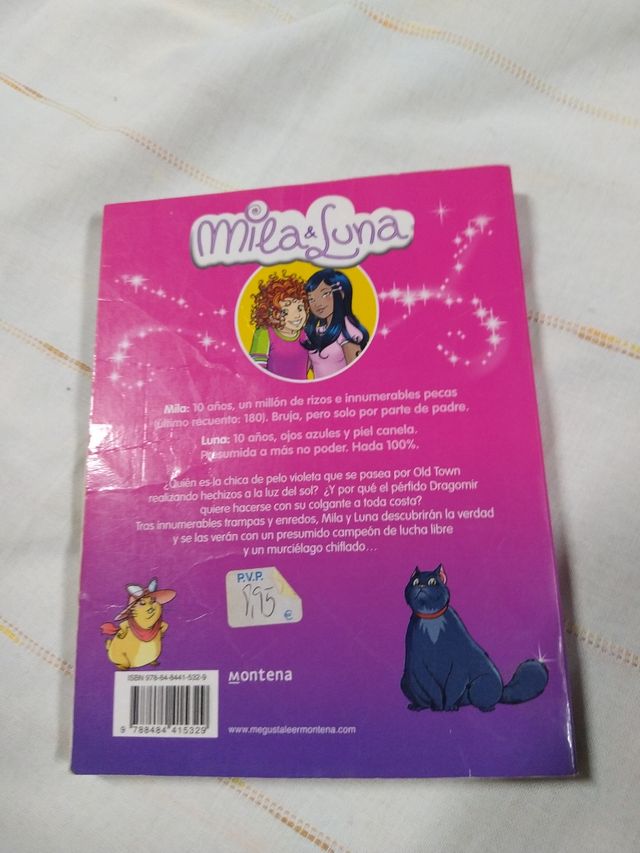 Mila & Luna
Mila: 10 años, un millón de rizos e innumerables pecas
(último recuento: 180). Bruja, pero solo por parte de padre.
Luna: 10 años, ojos azules y piel canela.
Presumida a más no poder. Hada 100%.
¿Quién es la chica de pelo violeta que se pasea por Old Town
realizando hechizos a la luz del sol? ¿Y por qué el pérfido Dragomir
quiere hacerse con su colgante a toda costa?
Tras innumerables trampas y enredos, Mila y Luna descubrirán la verdad
y se las verán con un presumido campeón de lucha libre
y un murciélago chiflado...
P.V.P.
8,95 €
Montena
ISBN 978-84-8441-532-9
9 788484 415329
www.megustaleermontena.com